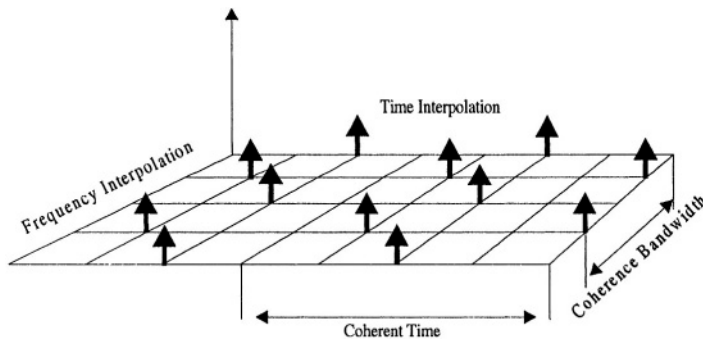 Time Interpolation
Frequency Interpolation
Coherence Bandwidth
Coherent Time